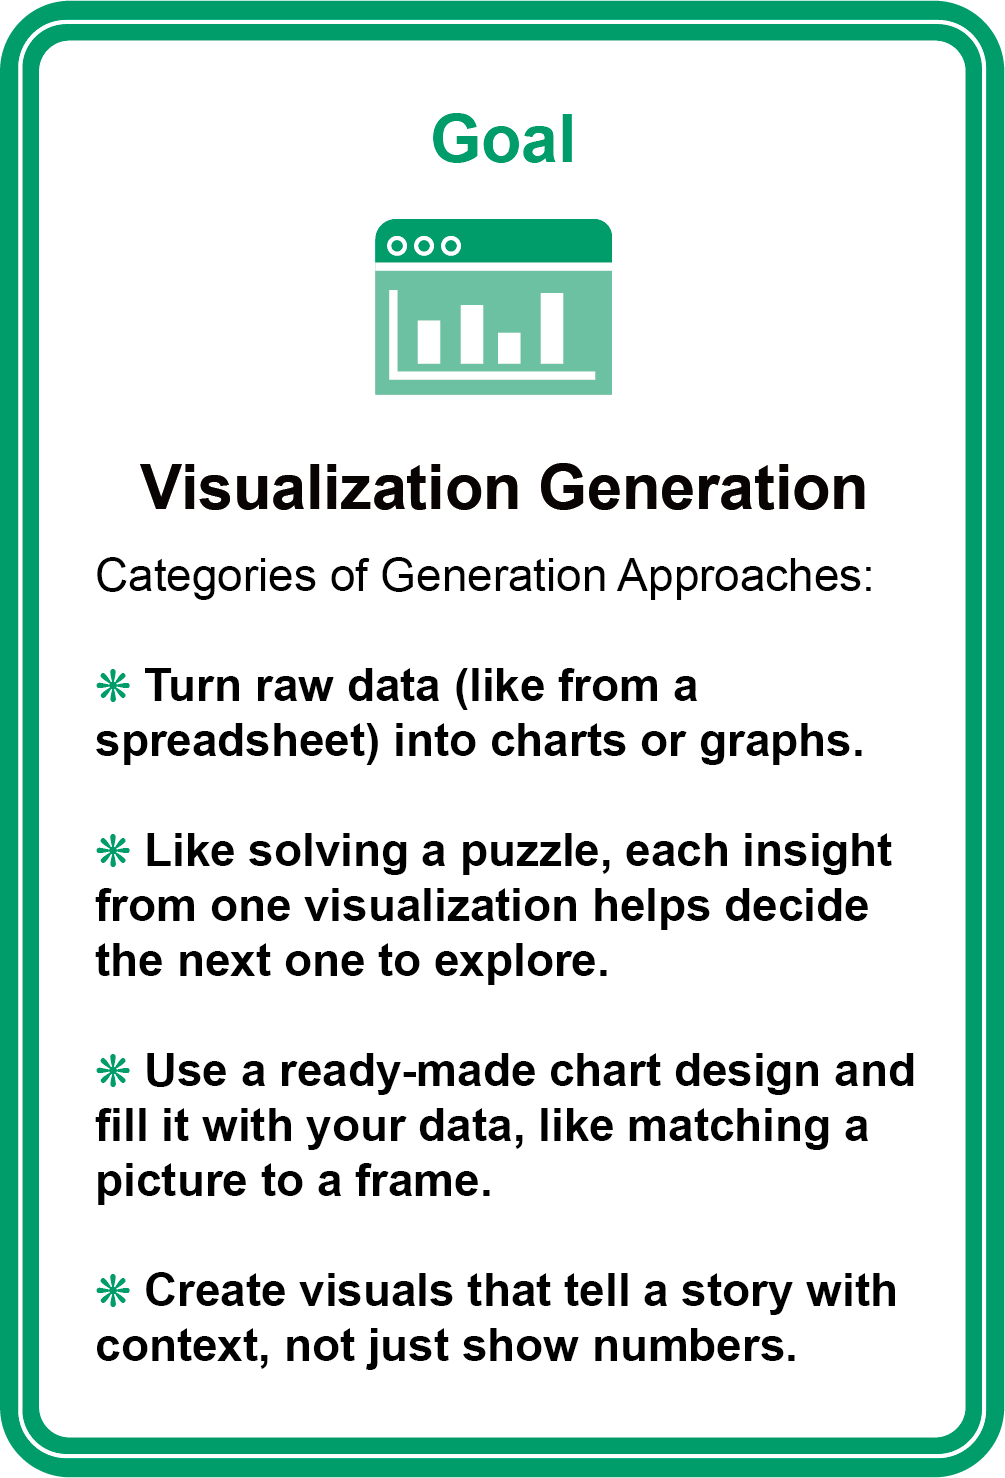 Goal
Visualization Generation
Categories of Generation Approaches:
❋ Turn raw data (like from a
spreadsheet) into charts or graphs.
❋ Like solving a puzzle, each insight
from one visualization helps decide
the next one to explore.
❋ Use a ready-made chart design and
fill it with your data, like matching a
picture to a frame.
❋ Create visuals that tell a story with
context, not just show numbers.